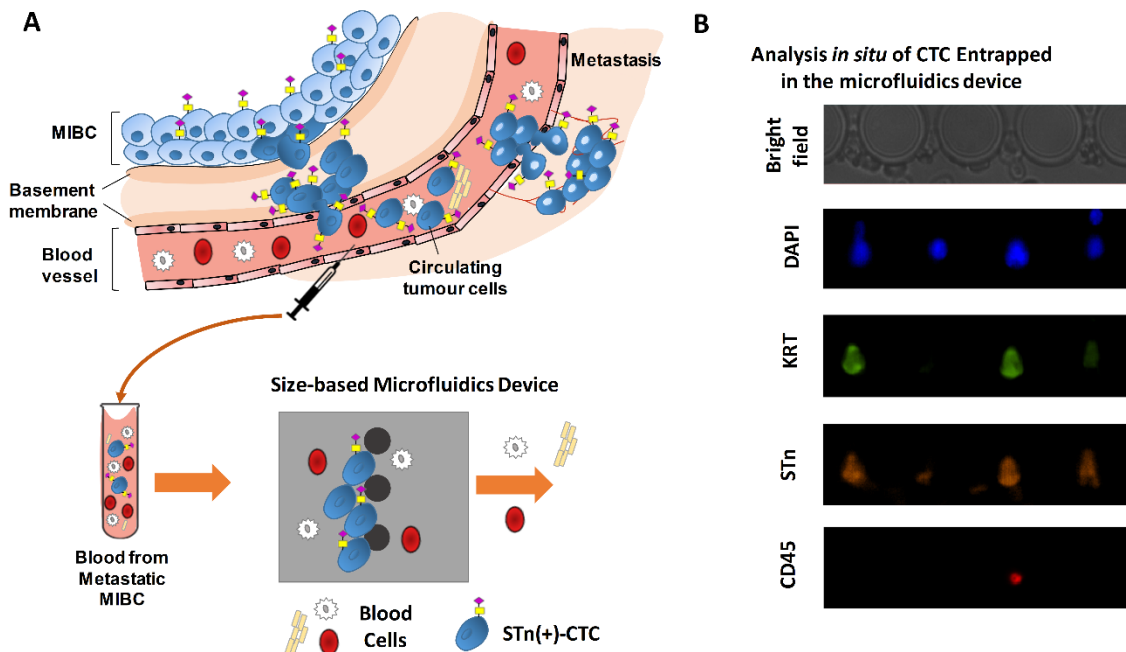 A
MIBC
Basement
membrane
Blood
vessel
Metastasis
Circulating
tumour cells
Size-based Microfluidics Device
Blood from
Metastatic
MIBC
Blood
Cells
STn(+)-CTC
B
Analysis in situ of CTC Entrapped
in the microfluidics device
Bright
field
DAPI
KRT
STn
CD45